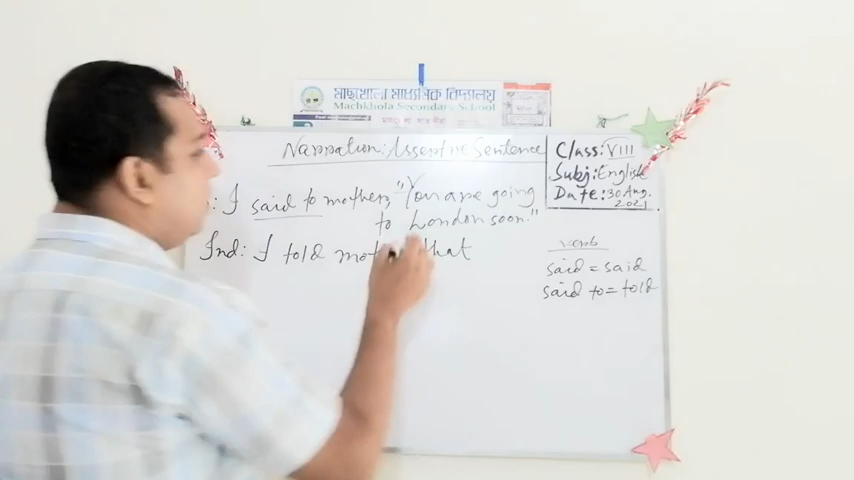 মাছখোলা মাধ্যমিক বিদ্যালয়
Machkhola Secondary School
Narration: Assertive Sentence
Class: VIII
Subj: English
Date: 30 Aug. 2021
: I said to mother, "You are going
to London soon."
Ind: I told that
verb
said = said
said to = told